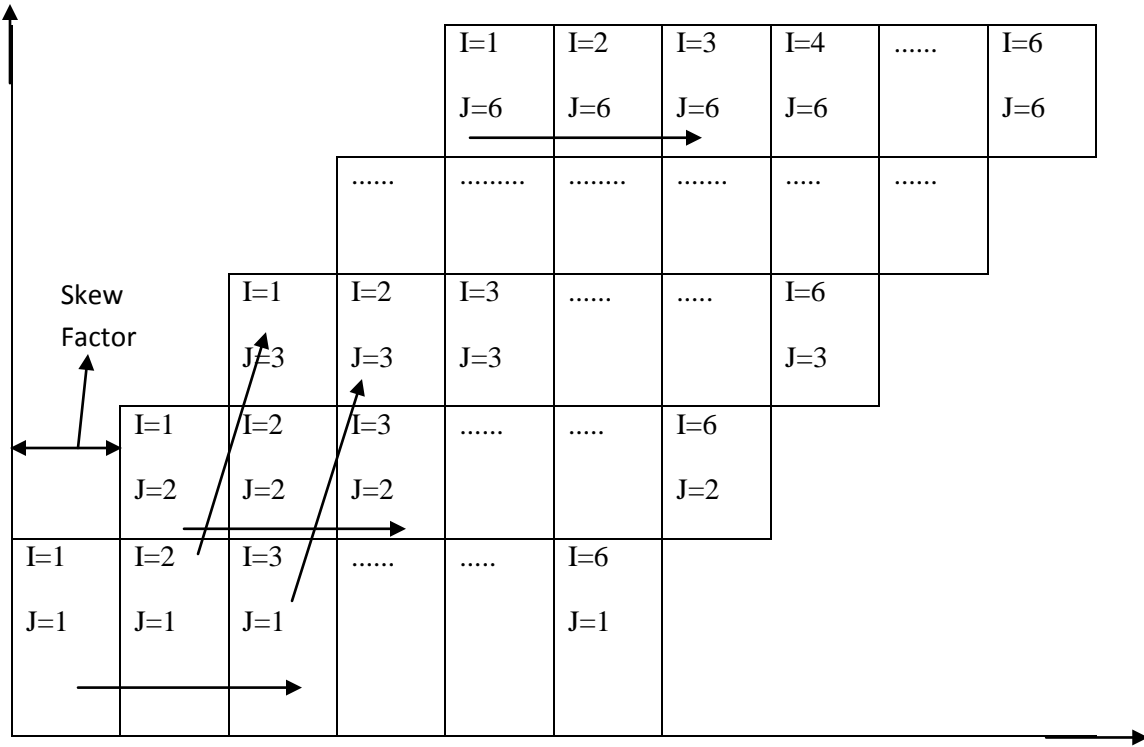 I=1 I=2 I=3 I=4 ...... I=6
J=6 J=6 J=6 J=6 J=6
...... ......... ........ ....... ..... ......
Skew
Factor
I=1 I=2 I=3 ...... ..... I=6
J=3 J=3 J=3 J=3
I=1 I=2 I=3 ...... ..... I=6
J=2 J=2 J=2 J=2
I=1 I=2 I=3 ...... ..... I=6
J=1 J=1 J=1 J=1